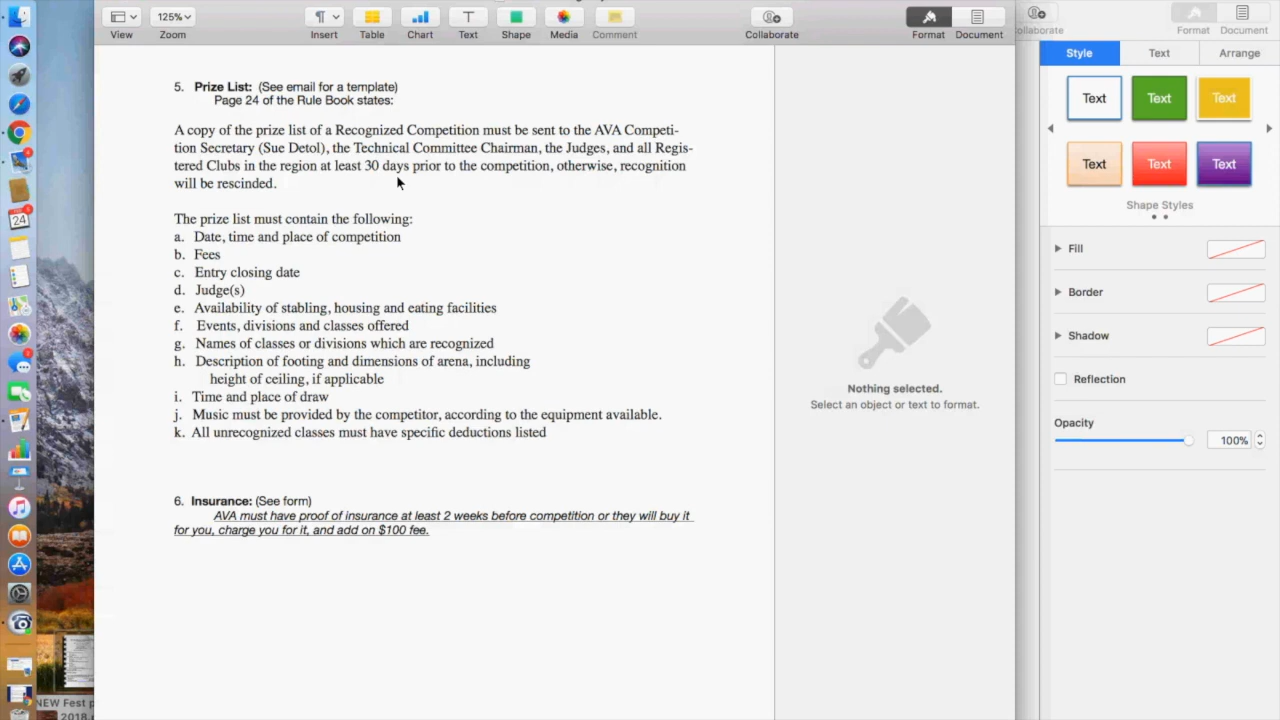 View
125%
Zoom
Insert
Table
Chart
Text
Shape
Media
Comment
Collaborate
Format
Document
Format
Document
Style
Text
Arrange
5. Prize List: (See email for a template)
Page 24 of the Rule Book states:
A copy of the prize list of a Recognized Competition must be sent to the AVA Competi-
tion Secretary (Sue Detol), the Technical Committee Chairman, the Judges, and all Regis-
tered Clubs in the region at least 30 days prior to the competition, otherwise, recognition
will be rescinded.
The prize list must contain the following:
a. Date, time and place of competition
b. Fees
c. Entry closing date
d. Judge(s)
e. Availability of stabling, housing and eating facilities
f. Events, divisions and classes offered
g. Names of classes or divisions which are recognized
h. Description of footing and dimensions of arena, including
height of ceiling, if applicable
i. Time and place of draw
j. Music must be provided by the competitor, according to the equipment available.
k. All unrecognized classes must have specific deductions listed
6. Insurance: (See form)
AVA must have proof of insurance at least 2 weeks before competition or they will buy it
for you, charge you for it, and add on $100 fee.
Nothing selected.
Select an object or text to format.
Text
Text
Text
Text
Text
Text
Shape Styles
Fill
Border
Shadow
Reflection
Opacity
100%
24
NEW Fest p
2018.p